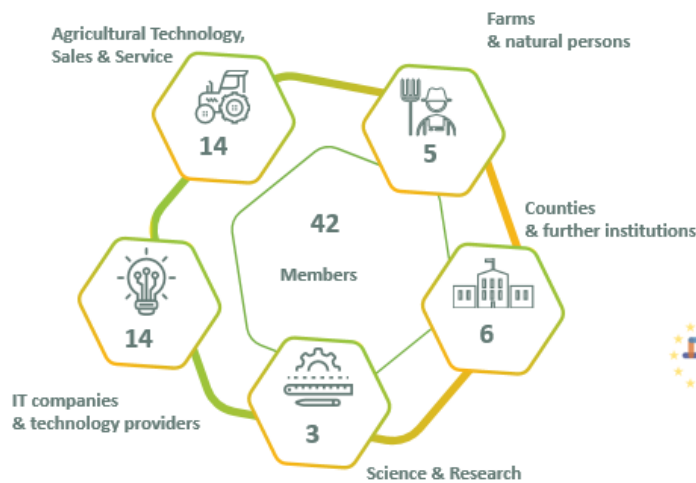 Agricultural Technology,
Sales & Service
14
Farms
& natural persons
5
42
Members
Counties
& further institutions
6
14
IT companies
& technology providers
3
Science & Research